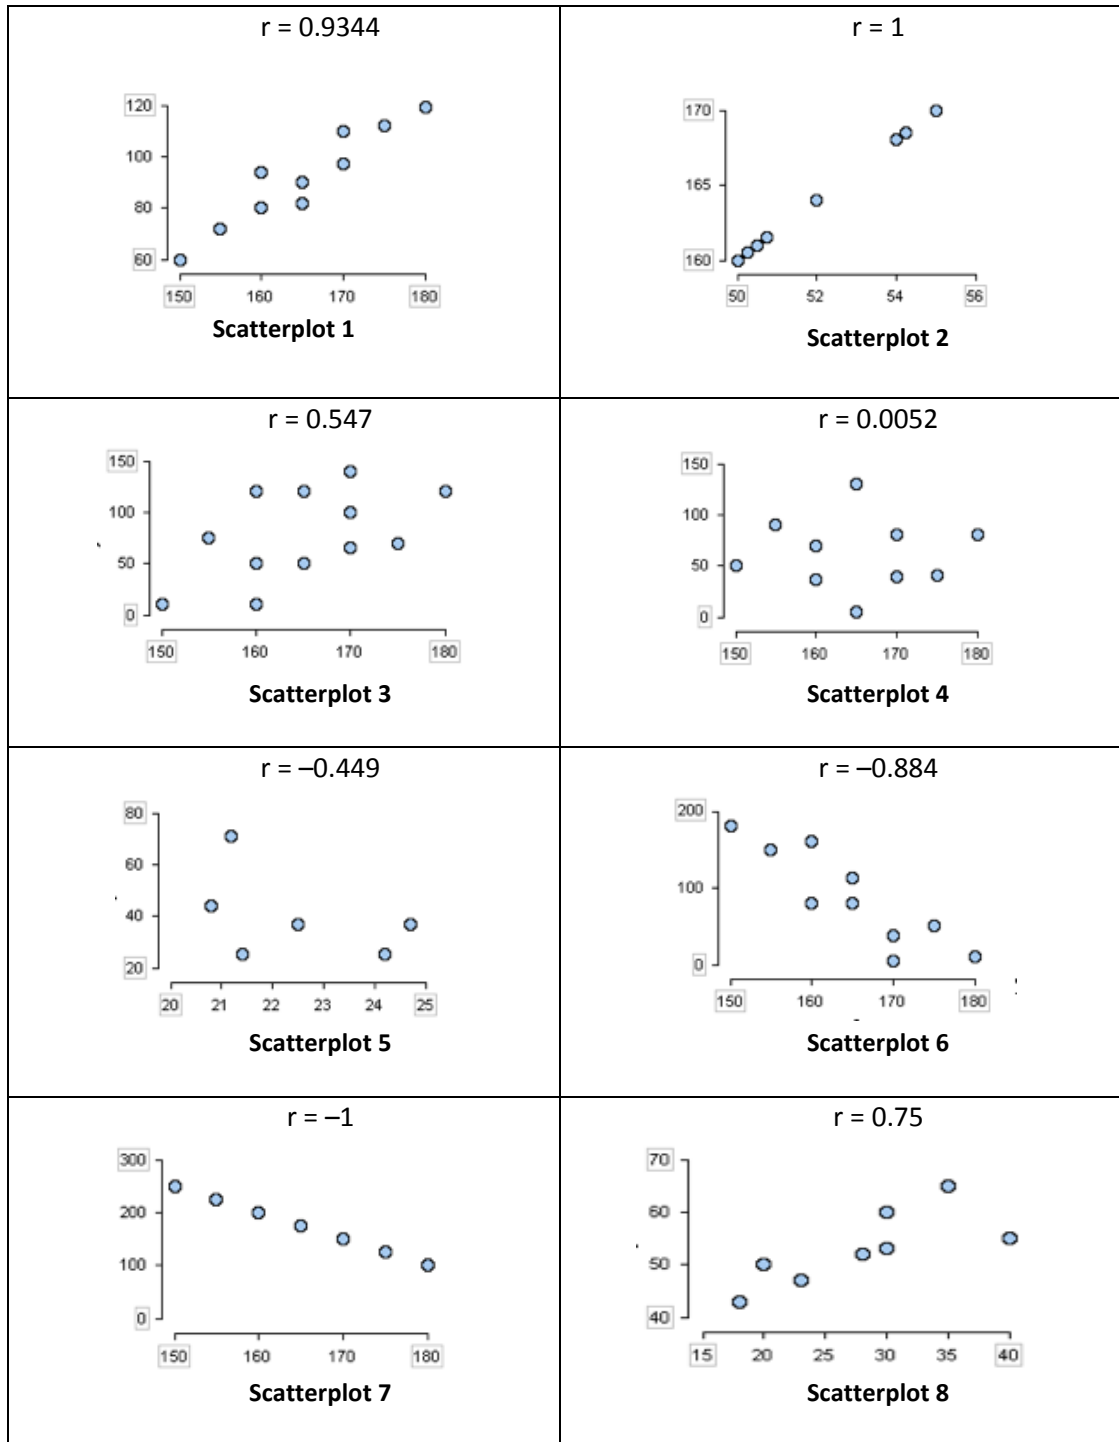 r = 0.9344
120
100
80
60
150 160 170 180
Scatterplot 1
r = 1
170
165
160
50 52 54 56
Scatterplot 2
r = 0.547
150
100
50
0
150 160 170 180
Scatterplot 3
r = 0.0052
150
100
50
0
150 160 170 180
Scatterplot 4
r = –0.449
80
60
40
20
20 21 22 23 24 25
Scatterplot 5
r = –0.884
200
100
0
150 160 170 180
Scatterplot 6
r = –1
300
200
100
0
150 160 170 180
Scatterplot 7
r = 0.75
70
60
50
40
15 20 25 30 35 40
Scatterplot 8